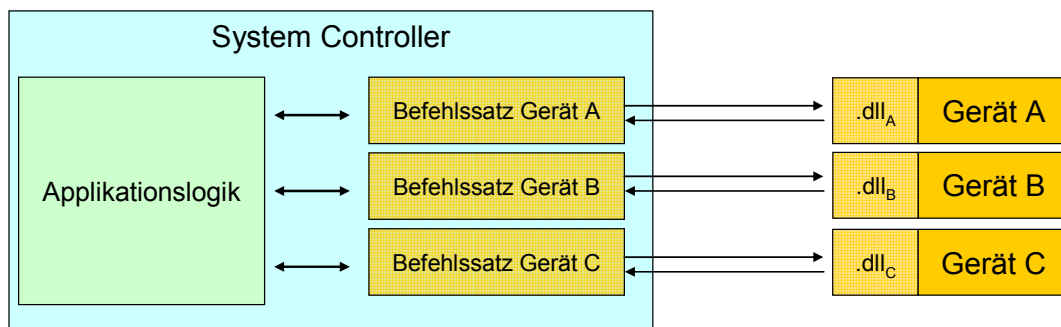 System Controller
Applikationslogik
Befehlssatz Gerät A
.dllA
Gerät A
Befehlssatz Gerät B
.dllB
Gerät B
Befehlssatz Gerät C
.dllC
Gerät C